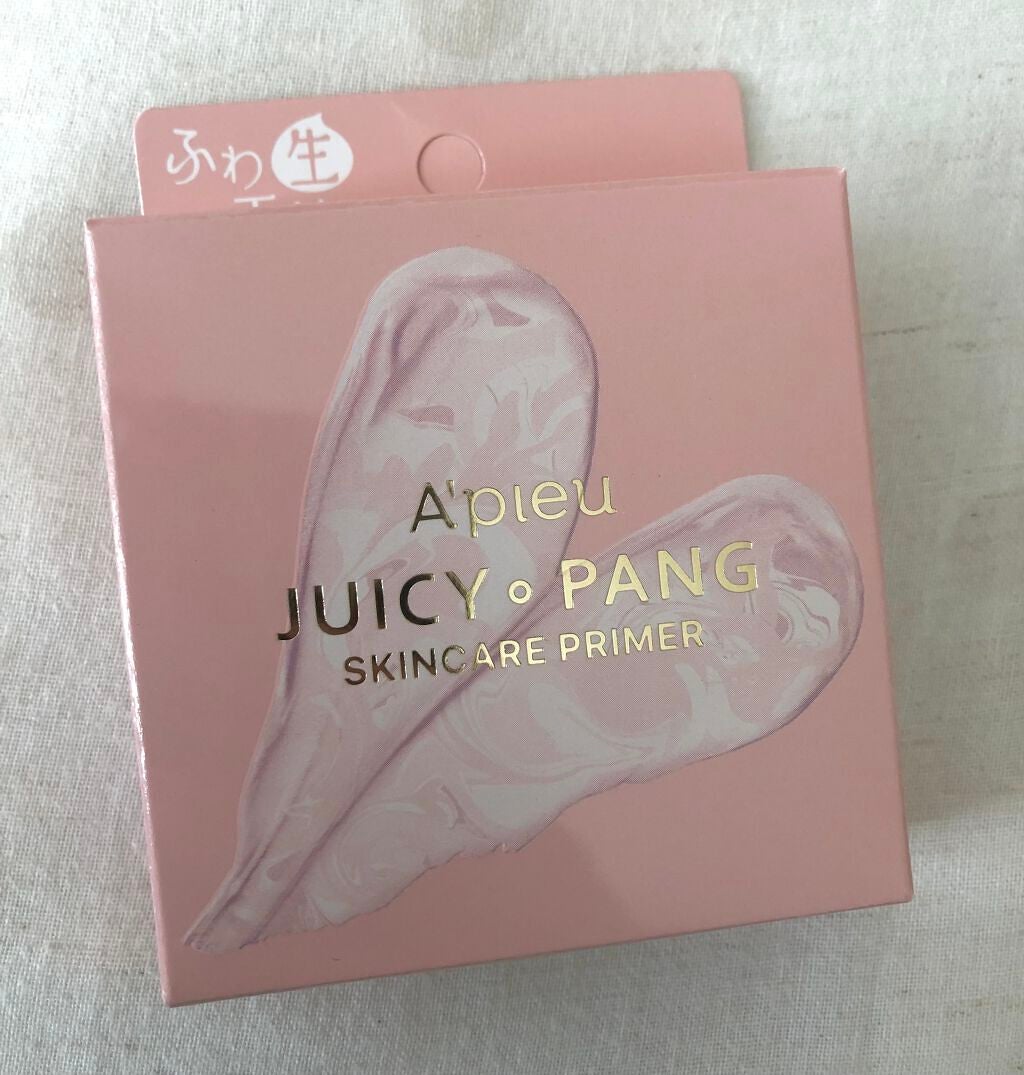 ふわ生
A'pieu
JUICY PANG
SKINCARE PRIMER